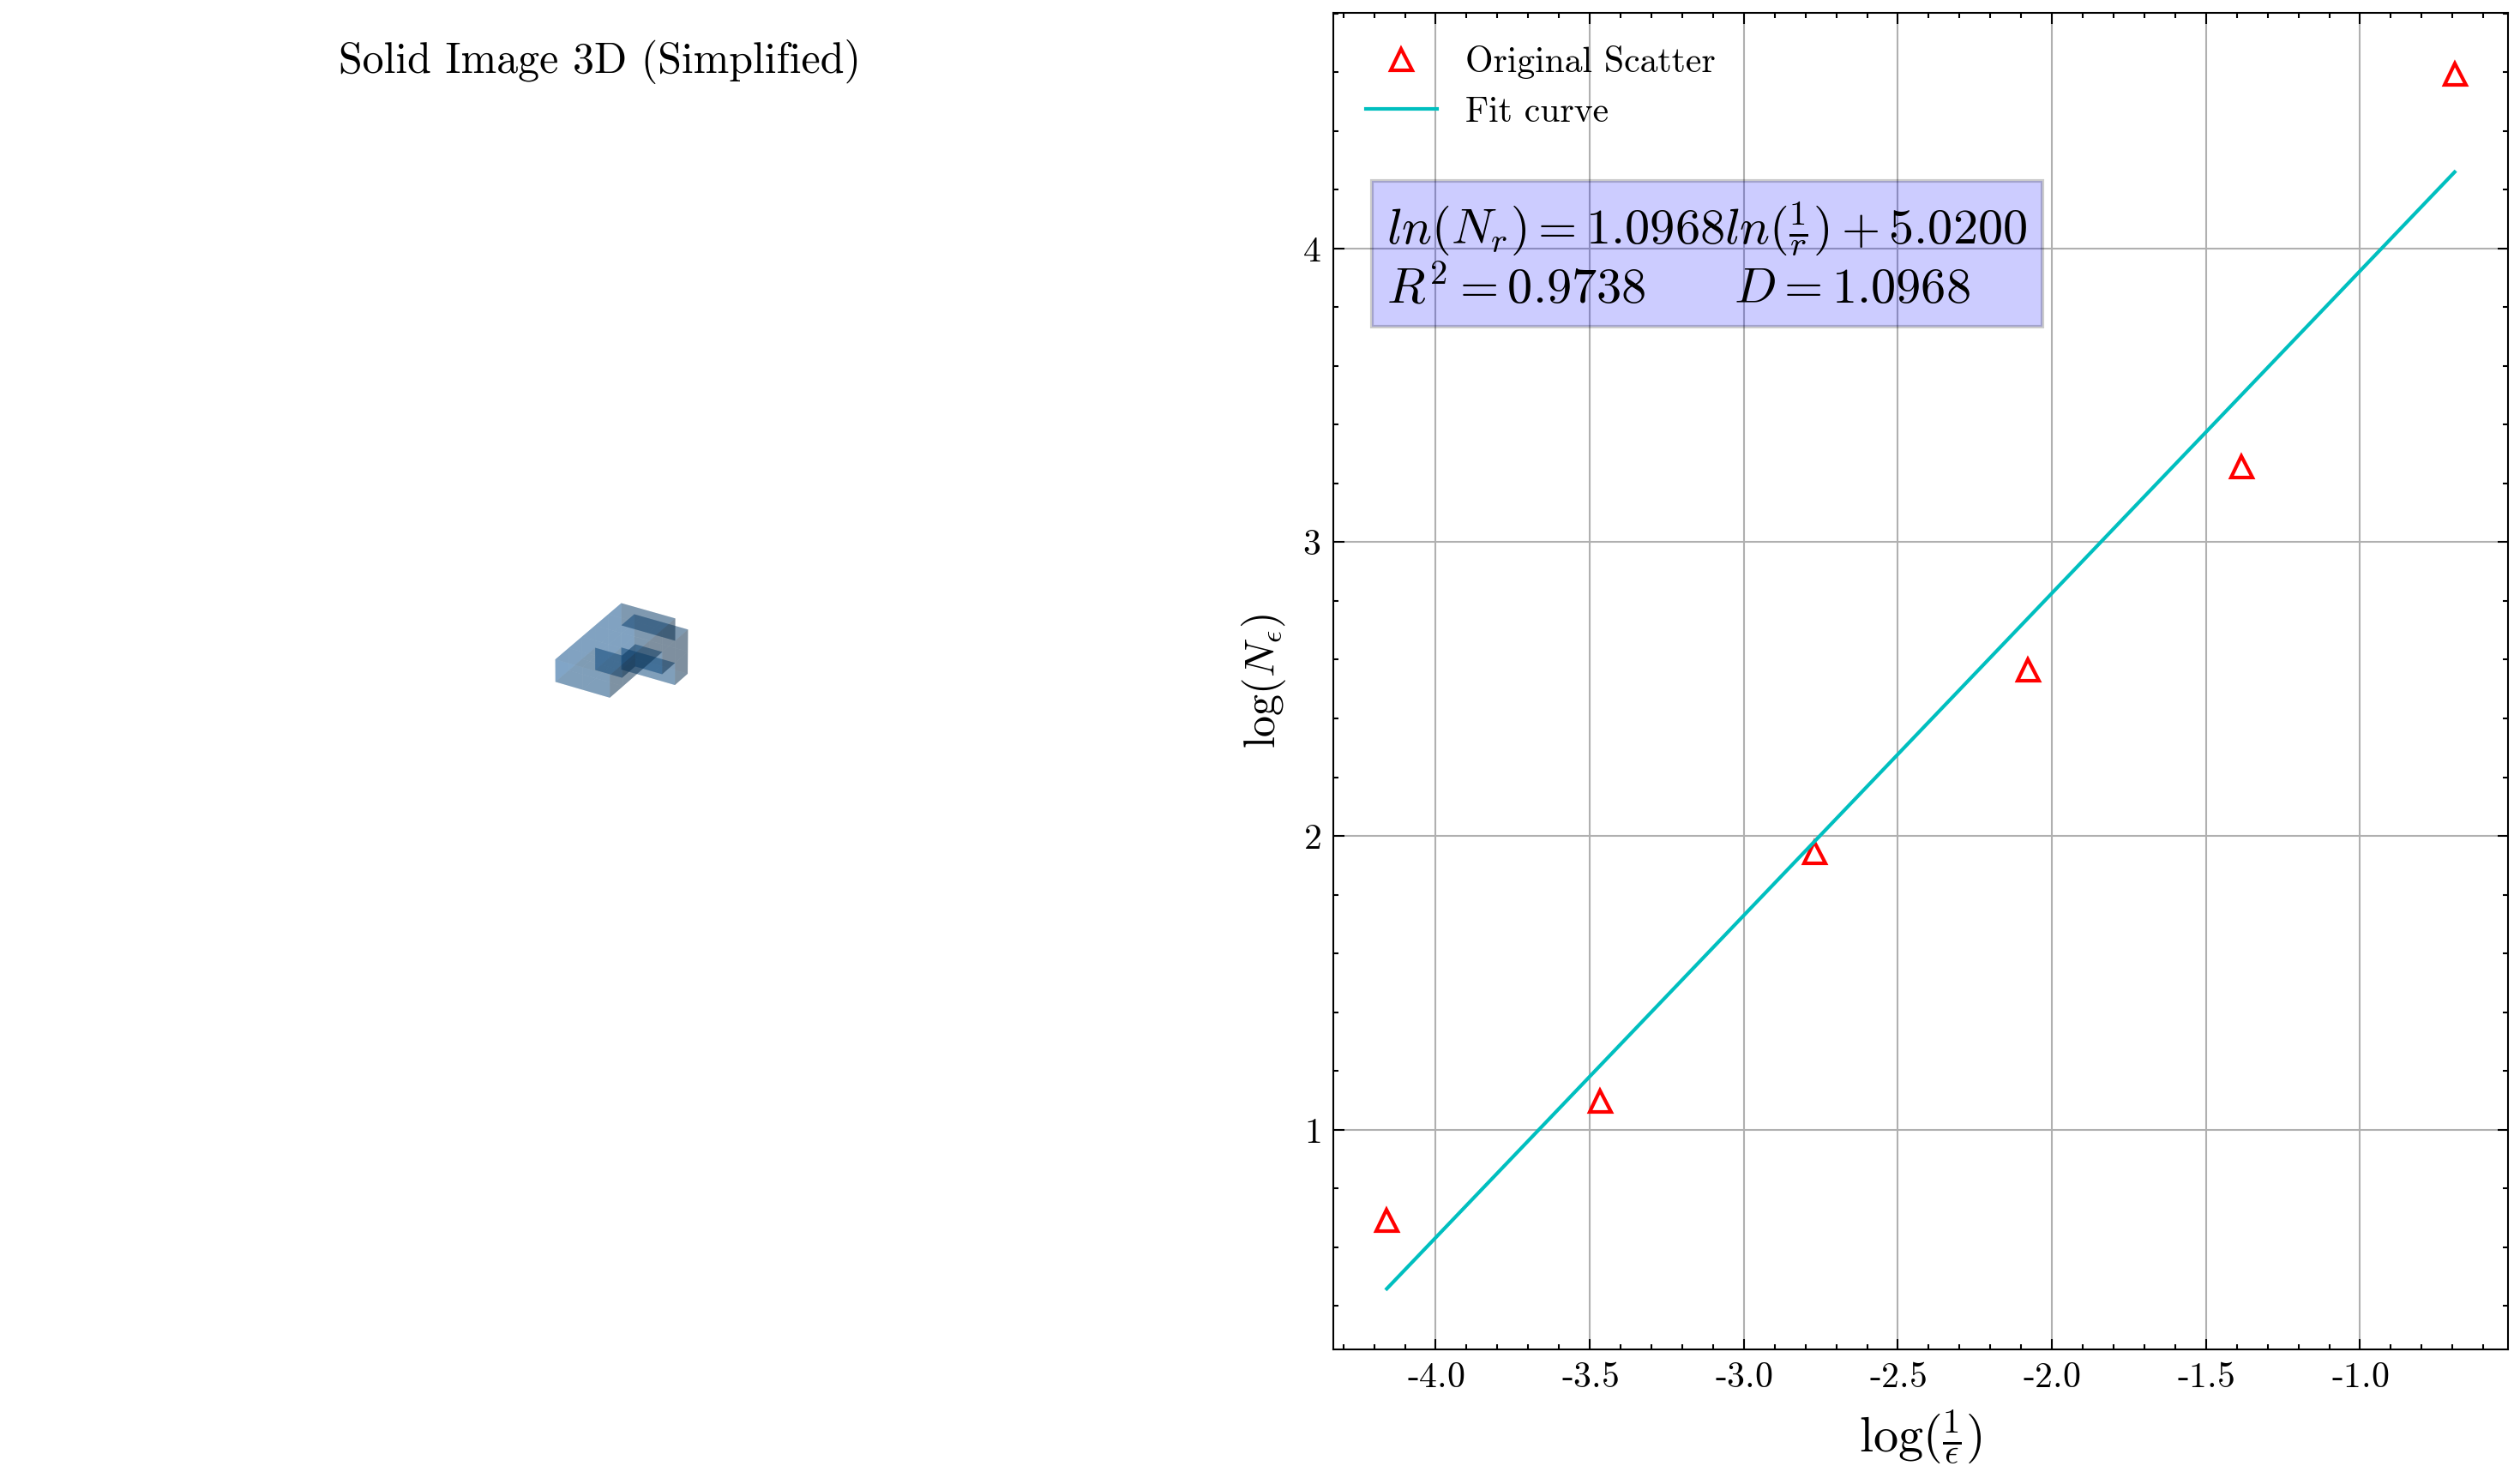 Solid Image 3D (Simplified)
Original Scatter
Fit curve
ln(N_r) = 1.0968ln(1/r) + 5.0200
R^2 = 0.9738 D = 1.0968
4
3
2
1
log(N_ϵ)
-4.0 -3.5 -3.0 -2.5 -2.0 -1.5 -1.0
log(1/ϵ)